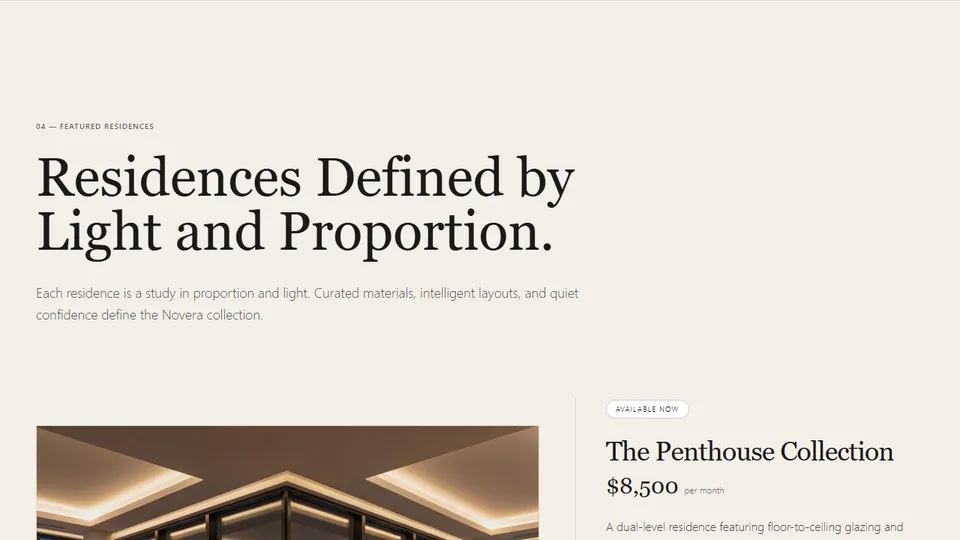 04 — FEATURED RESIDENCES
Residences Defined by
Light and Proportion.
Each residence is a study in proportion and light. Curated materials, intelligent layouts, and quiet
confidence define the Novera collection.
AVAILABLE NOW
The Penthouse Collection
$8,500 per month
A dual-level residence featuring floor-to-ceiling glazing and